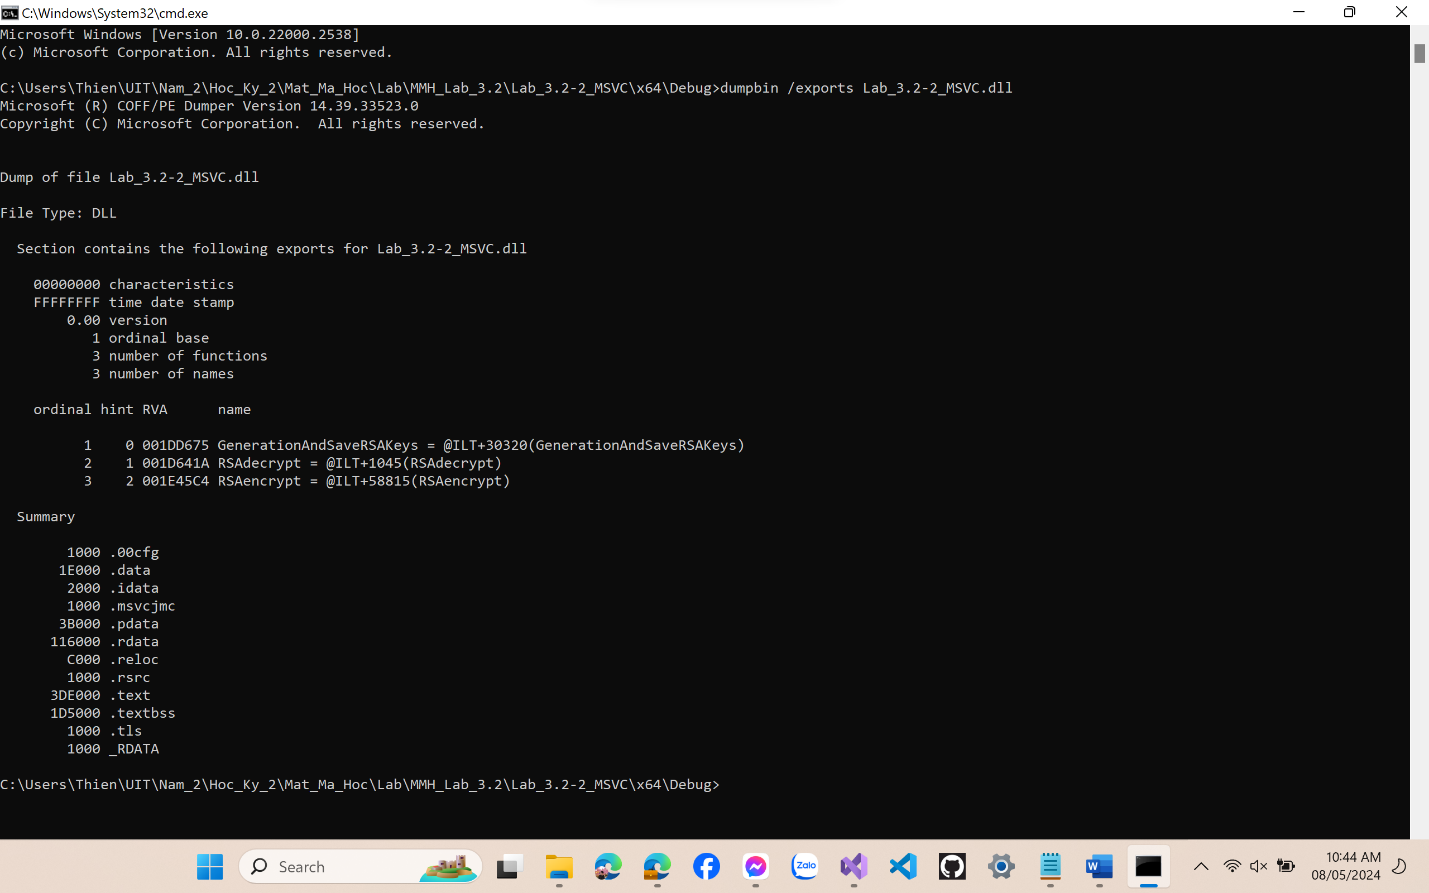 C:\Windows\System32\cmd.exe
Microsoft Windows [Version 10.0.22000.2538]
(c) Microsoft Corporation. All rights reserved.
C:\Users\Thien\UIT\Nam_2\Hoc_Ky_2\Mat_Ma_Hoc\Lab\MMH_Lab_3.2\Lab_3.2-2_MSVC\x64\Debug>dumpbin /exports Lab_3.2-2_MSVC.dll
Microsoft (R) COFF/PE Dumper Version 14.39.33523.0
Copyright (C) Microsoft Corporation.  All rights reserved.
Dump of file Lab_3.2-2_MSVC.dll
File Type: DLL
Section contains the following exports for Lab_3.2-2_MSVC.dll
00000000 characteristics
FFFFFFFF time date stamp
0.00 version
1 ordinal base
3 number of functions
3 number of names
ordinal hint RVA      name
1    0 001DD675 GenerationAndSaveRSAKeys = @ILT+30320(GenerationAndSaveRSAKeys)
2    1 001D641A RSAdecrypt = @ILT+1045(RSAdecrypt)
3    2 001E45C4 RSAencrypt = @ILT+58815(RSAencrypt)
Summary
1000 .00cfg
1E000 .data
2000 .idata
1000 .msvcjmc
3B000 .pdata
116000 .rdata
C000 .reloc
1000 .rsrc
3DE000 .text
1D5000 .textbss
1000 .tls
1000 _RDATA
C:\Users\Thien\UIT\Nam_2\Hoc_Ky_2\Mat_Ma_Hoc\Lab\MMH_Lab_3.2\Lab_3.2-2_MSVC\x64\Debug>
Search
Zalo
W
10:44 AM
08/05/2024